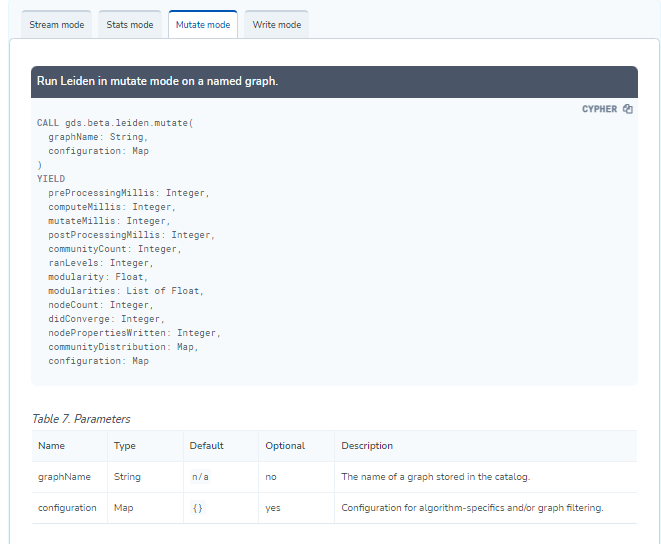 Stream mode Stats mode Mutate mode Write mode
Run Leiden in mutate mode on a named graph.
CYPHER
CALL gds.beta.leiden.mutate(
graphName: String,
configuration: Map
)
YIELD
preProcessingMillis: Integer,
computeMillis: Integer,
mutateMillis: Integer,
postProcessingMillis: Integer,
communityCount: Integer,
ranLevels: Integer,
modularity: Float,
modularities: List of Float,
nodeCount: Integer,
didConverge: Integer,
nodePropertiesWritten: Integer,
communityDistribution: Map,
configuration: Map
Table 7. Parameters
Name Type Default Optional Description
graphName String n/a no The name of a graph stored in the catalog.
configuration Map {} yes Configuration for algorithm-specifics and/or graph filtering.